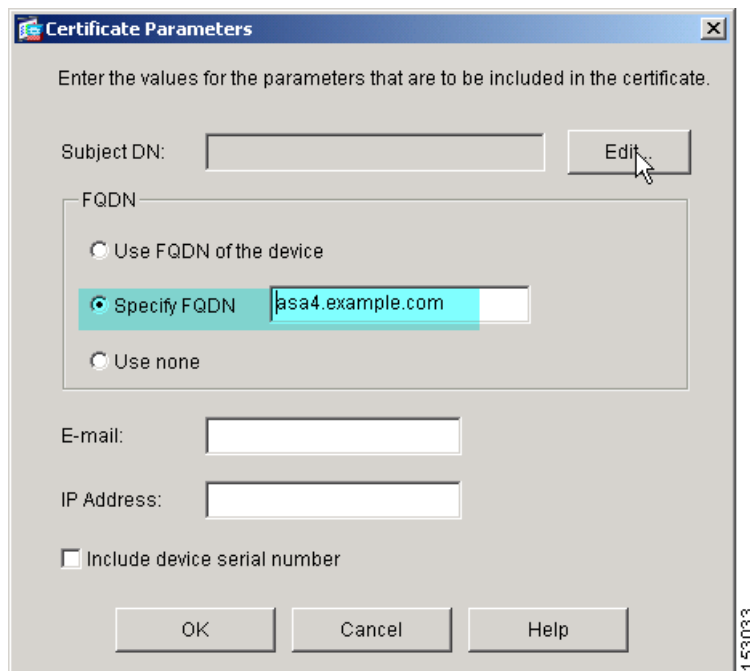 Certificate Parameters
Enter the values for the parameters that are to be included in the certificate.
Subject DN:
Edit...
FQDN
Use FQDN of the device
Specify FQDN asa4.example.com
Use none
E-mail:
IP Address:
Include device serial number
OK Cancel Help
153033